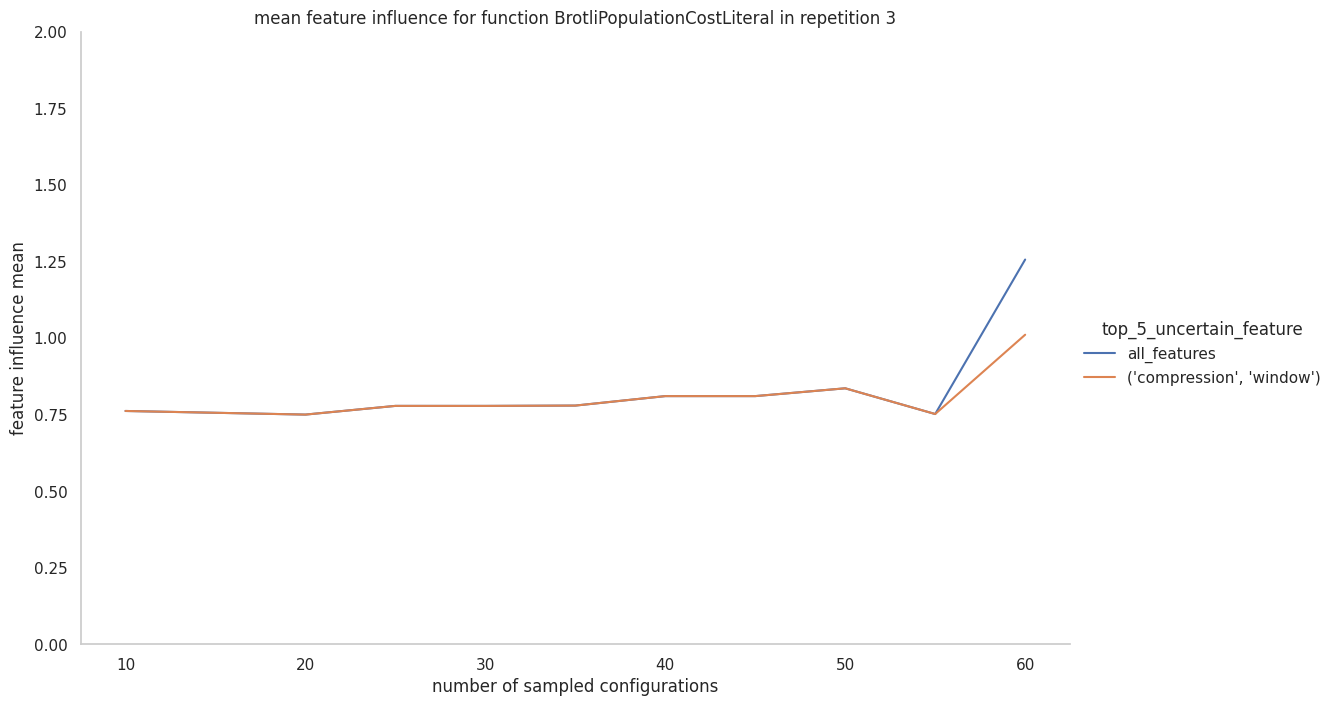 mean feature influence for function BrotliPopulationCostLiteral in repetition 3
2.00
1.75
1.50
1.25
1.00
0.75
0.50
0.25
0.00
feature influence mean
10 20 30 40 50 60
number of sampled configurations
top_5_uncertain_feature
all_features
('compression', 'window')